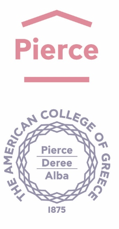 Pierce
THE AMERICAN COLLEGE OF GREECE
Pierce
Deree
Alba
1875